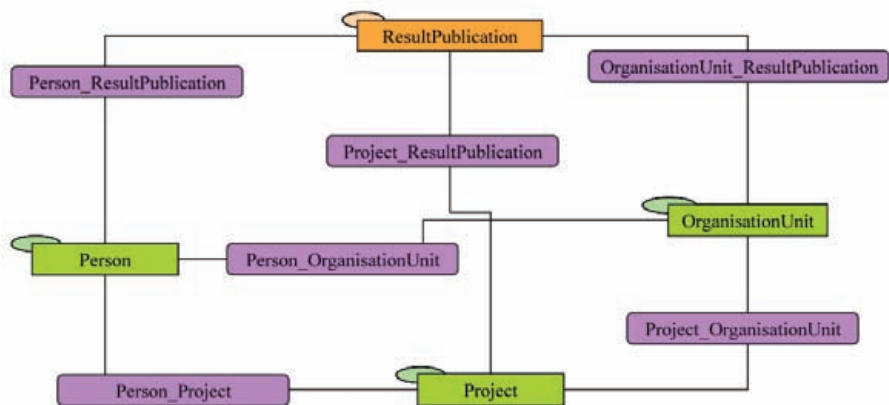 ResultPublication
Person_ResultPublication
OrganisationUnit_ResultPublication
Project_ResultPublication
OrganisationUnit
Person
Person_OrganisationUnit
Project_OrganisationUnit
Person_Project
Project